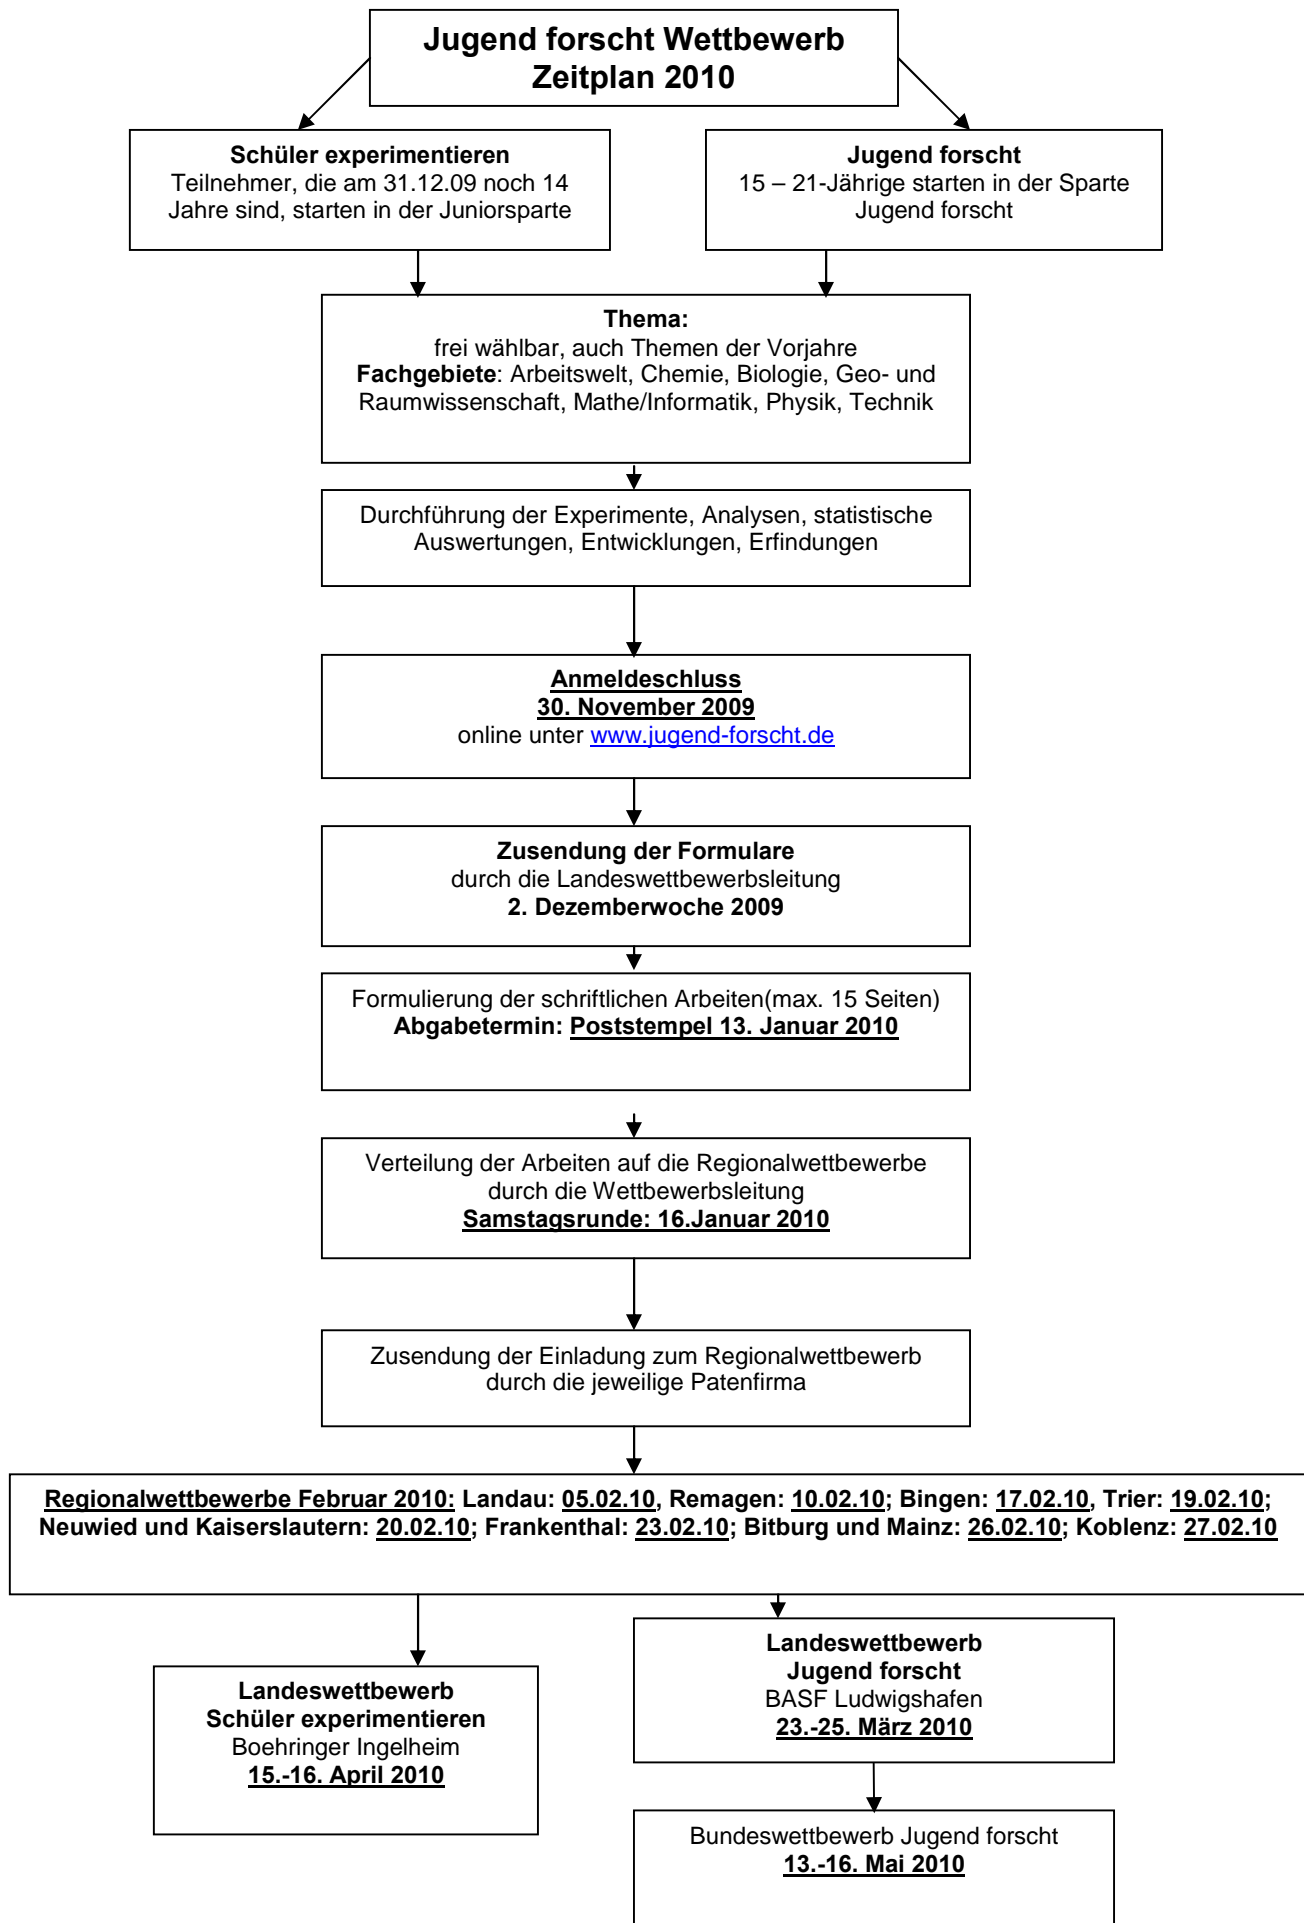 Jugend forscht Wettbewerb
Zeitplan 2010
Schüler experimentieren
Teilnehmer, die am 31.12.09 noch 14
Jahre sind, starten in der Juniorsparte
Jugend forscht
15 – 21-Jährige starten in der Sparte
Jugend forscht
Thema:
frei wählbar, auch Themen der Vorjahre
Fachgebiete: Arbeitswelt, Chemie, Biologie, Geo- und
Raumwissenschaft, Mathe/Informatik, Physik, Technik
Durchführung der Experimente, Analysen, statistische
Auswertungen, Entwicklungen, Erfindungen
Anmeldeschluss
30. November 2009
online unter www.jugend-forscht.de
Zusendung der Formulare
durch die Landeswettbewerbsleitung
2. Dezemberwoche 2009
Formulierung der schriftlichen Arbeiten(max. 15 Seiten)
Abgabetermin: Poststempel 13. Januar 2010
Verteilung der Arbeiten auf die Regionalwettbewerbe
durch die Wettbewerbsleitung
Samstagsrunde: 16.Januar 2010
Zusendung der Einladung zum Regionalwettbewerb
durch die jeweilige Patenfirma
Regionalwettbewerbe Februar 2010: Landau: 05.02.10, Remagen: 10.02.10; Bingen: 17.02.10, Trier: 19.02.10;
Neuwied und Kaiserslautern: 20.02.10; Frankenthal: 23.02.10; Bitburg und Mainz: 26.02.10; Koblenz: 27.02.10
Landeswettbewerb
Schüler experimentieren
Boehringer Ingelheim
15.-16. April 2010
Landeswettbewerb
Jugend forscht
BASF Ludwigshafen
23.-25. März 2010
Bundeswettbewerb Jugend forscht
13.-16. Mai 2010